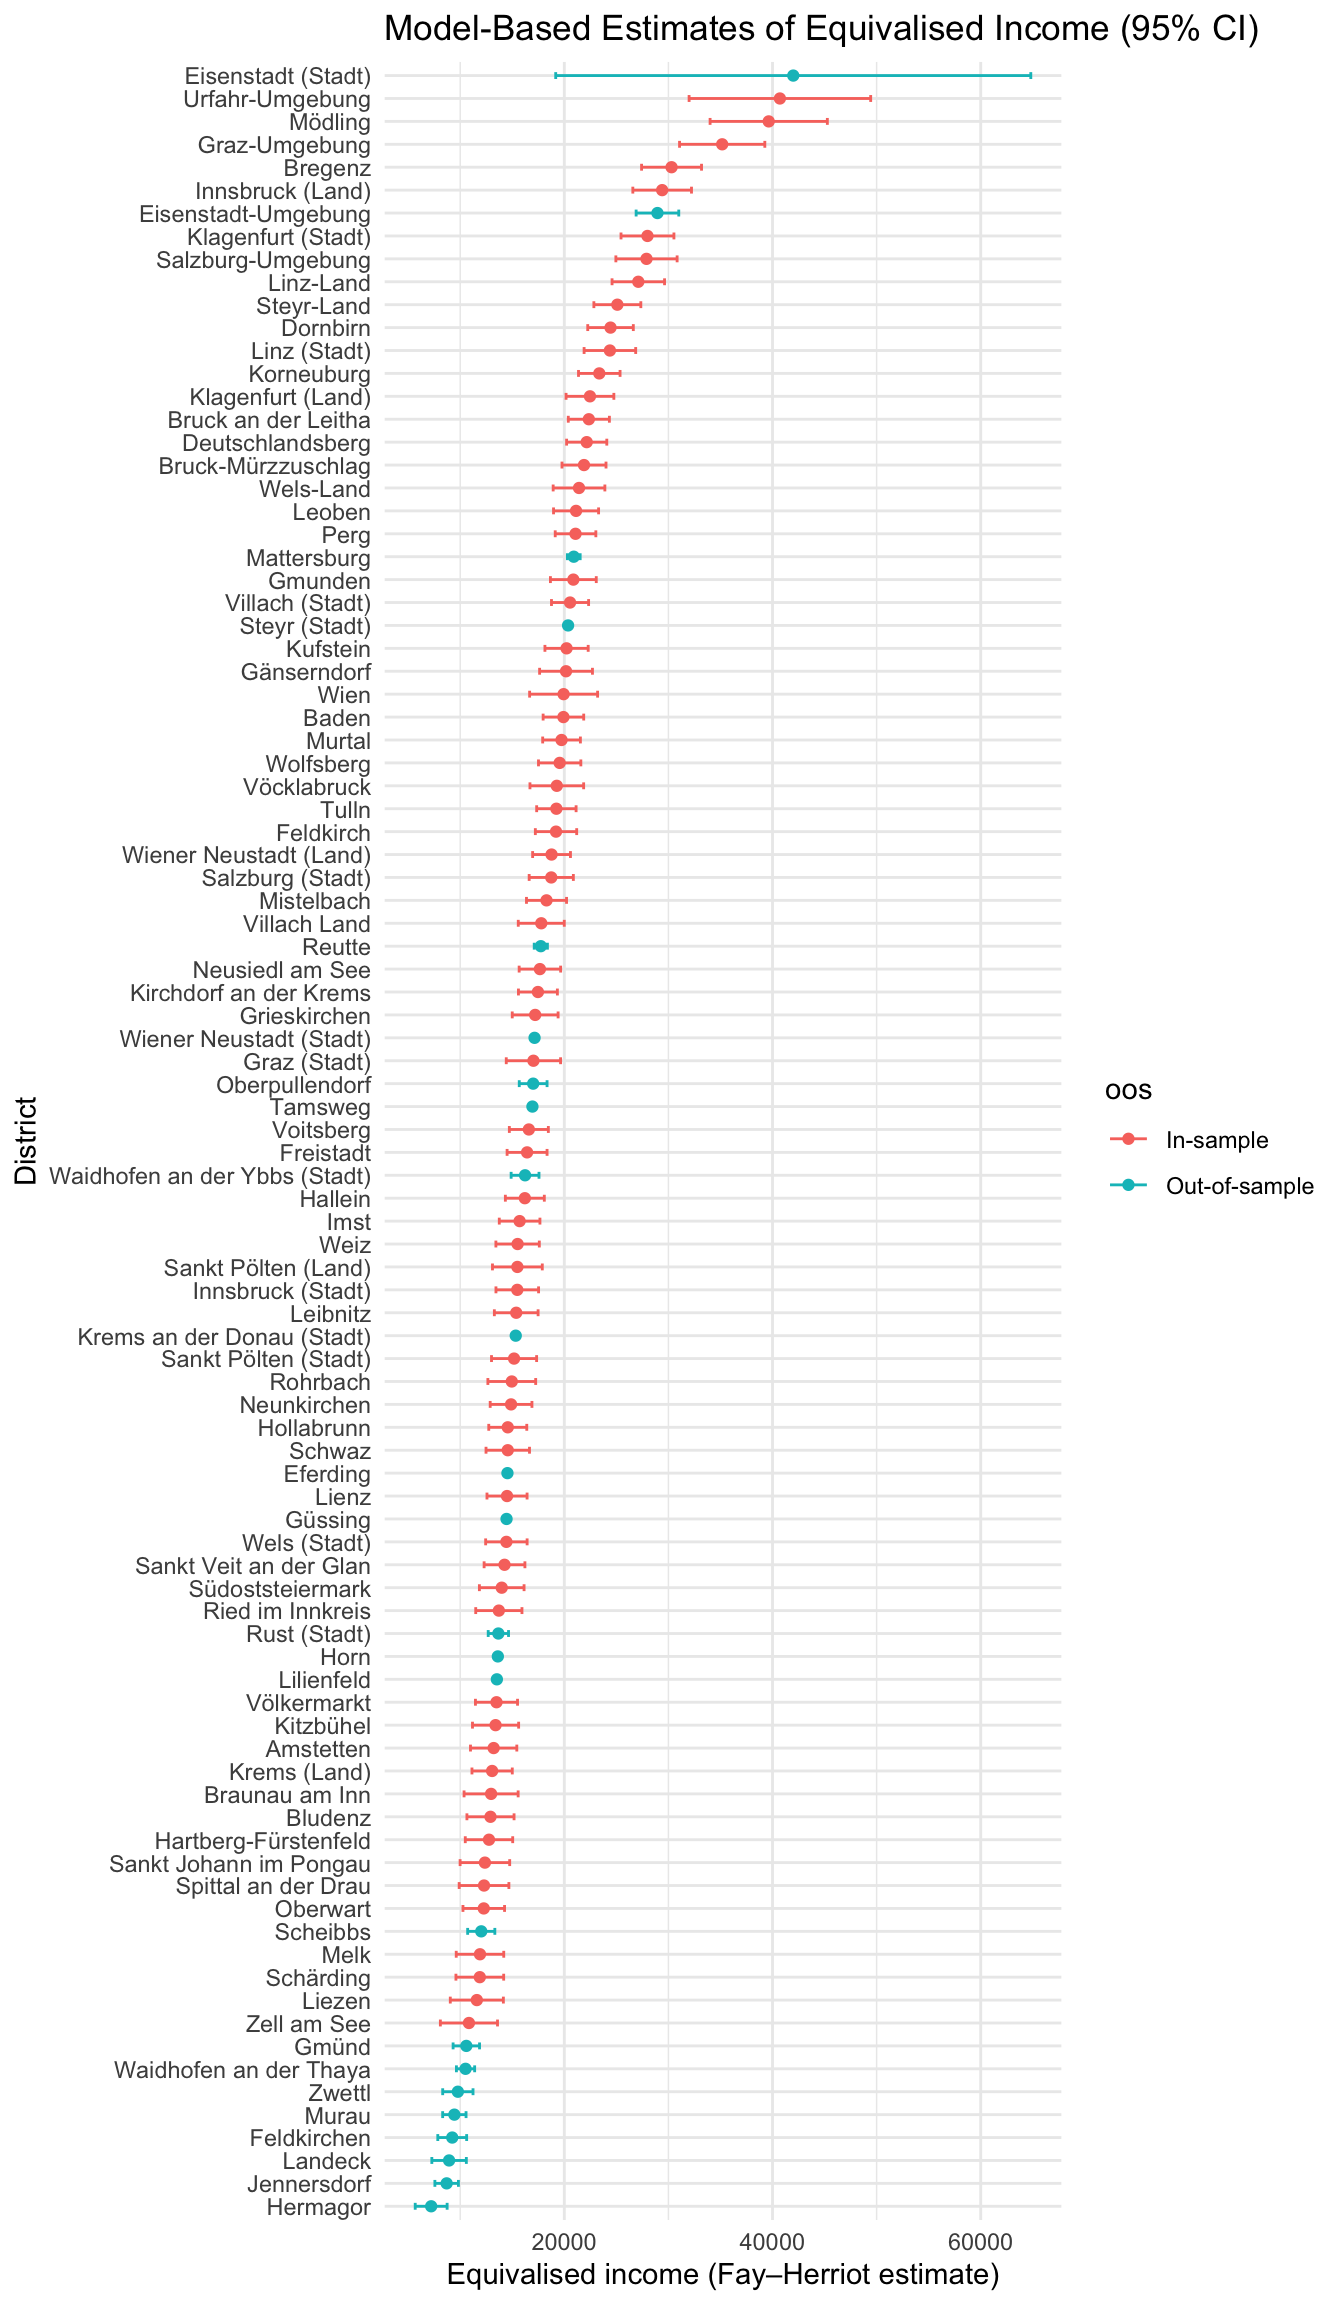 Model-Based Estimates of Equivalised Income (95% CI)
Eisenstadt (Stadt)
Urfahr-Umgebung
Mödling
Graz-Umgebung
Bregenz
Innsbruck (Land)
Eisenstadt-Umgebung
Klagenfurt (Stadt)
Salzburg-Umgebung
Linz-Land
Steyr-Land
Dornbirn
Linz (Stadt)
Korneuburg
Klagenfurt (Land)
Bruck an der Leitha
Deutschlandsberg
Bruck-Mürzzuschlag
Wels-Land
Leoben
Perg
Mattersburg
Gmunden
Villach (Stadt)
Steyr (Stadt)
Kufstein
Gänserndorf
Wien
Baden
Murtal
Wolfsberg
Vöcklabruck
Tulln
Feldkirch
Wiener Neustadt (Land)
Salzburg (Stadt)
Mistelbach
Villach Land
Reutte
Neusiedl am See
Kirchdorf an der Krems
Grieskirchen
Wiener Neustadt (Stadt)
Graz (Stadt)
Oberpullendorf
Tamsweg
Voitsberg
Freistadt
Waidhofen an der Ybbs (Stadt)
Hallein
Imst
Weiz
Sankt Pölten (Land)
Innsbruck (Stadt)
Leibnitz
Krems an der Donau (Stadt)
Sankt Pölten (Stadt)
Rohrbach
Neunkirchen
Hollabrunn
Schwaz
Eferding
Lienz
Güssing
Wels (Stadt)
Sankt Veit an der Glan
Südoststeiermark
Ried im Innkreis
Rust (Stadt)
Horn
Lilienfeld
Völkermarkt
Kitzbühel
Amstetten
Krems (Land)
Braunau am Inn
Bludenz
Hartberg-Fürstenfeld
Sankt Johann im Pongau
Spittal an der Drau
Oberwart
Scheibbs
Melk
Schärding
Liezen
Zell am See
Gmünd
Waidhofen an der Thaya
Zwettl
Murau
Feldkirchen
Landeck
Jennersdorf
Hermagor
District
20000 40000 60000
Equivalised income (Fay–Herriot estimate)
oos
In-sample
Out-of-sample